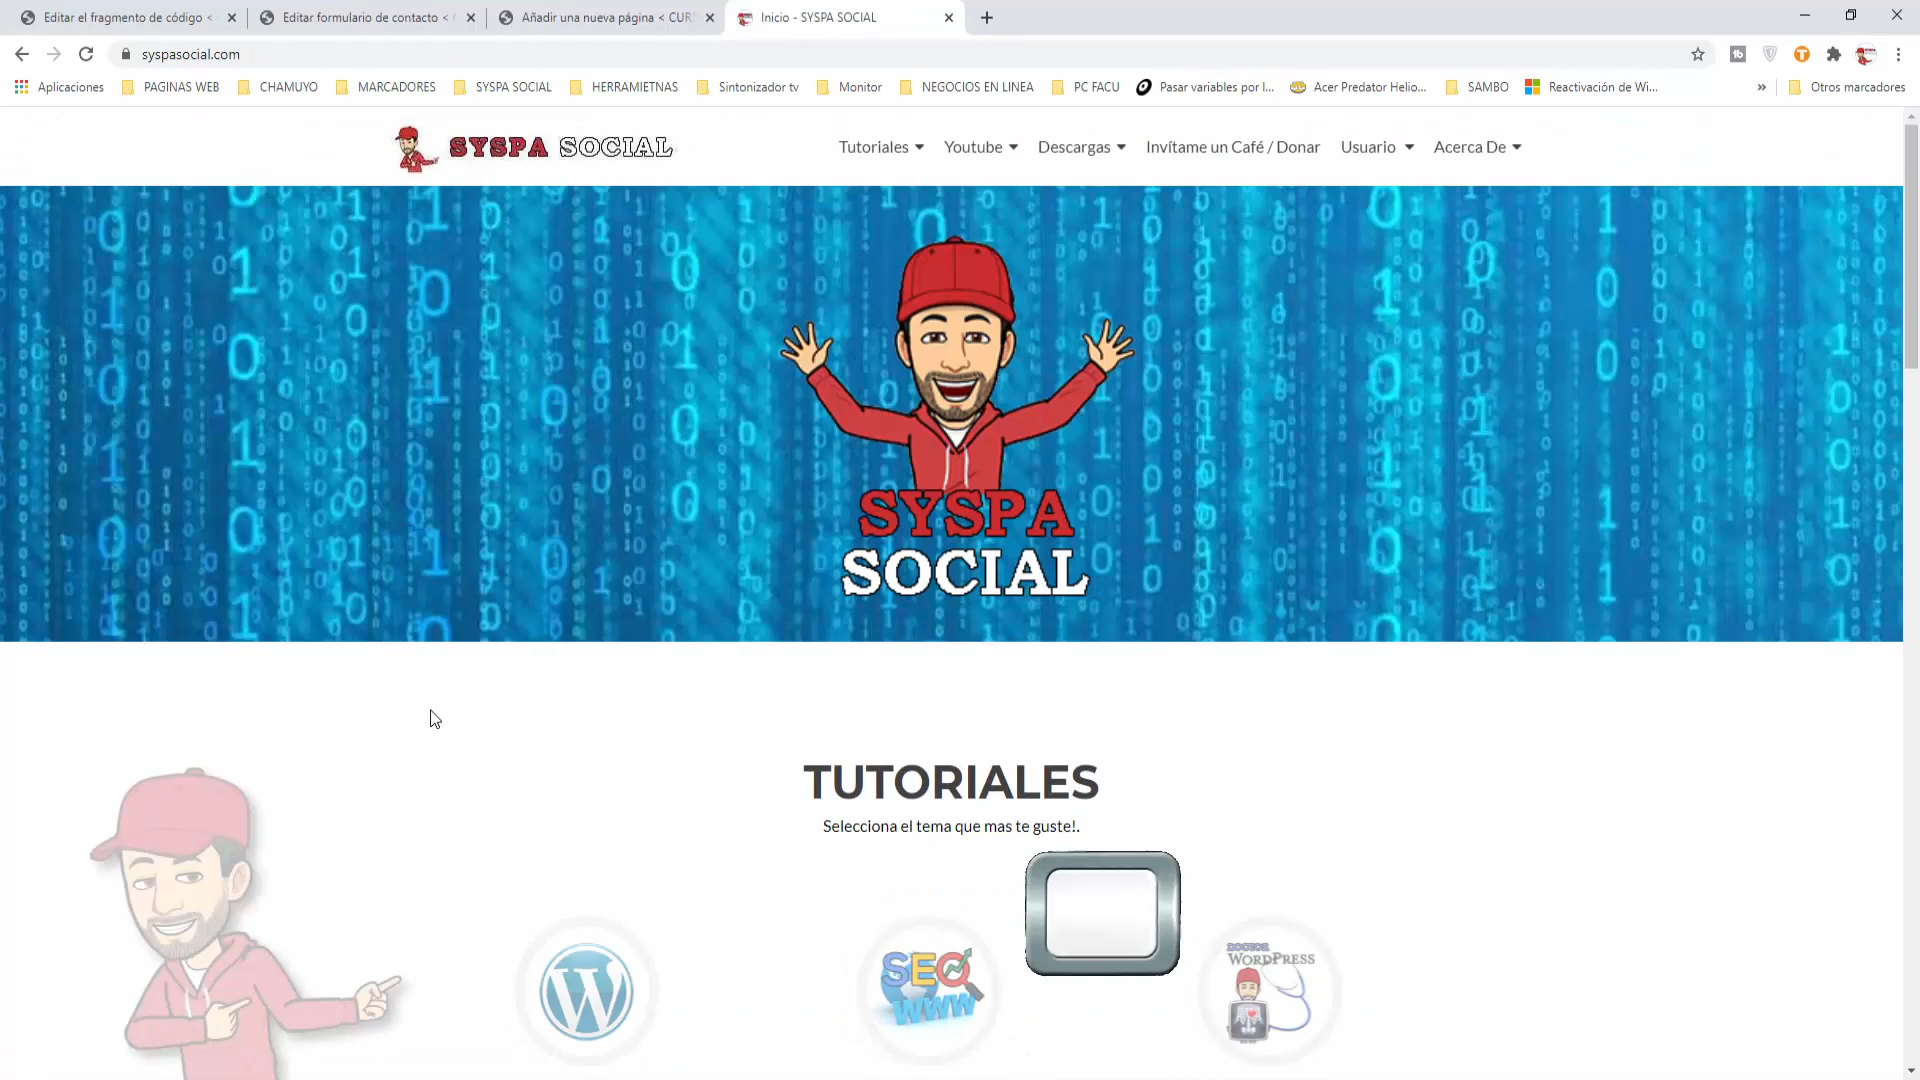 Editar el fragmento de código <
Editar formulario de contacto <
Añadir una nueva página < CUR
Inicio - SYSPA SOCIAL
syspasocial.com
Aplicaciones
PAGINAS WEB
CHAMUYO
MARCADORES
SYSPA SOCIAL
HERRAMIETNAS
Sintonizador tv
Monitor
NEGOCIOS EN LINEA
PC FACU
Pasar variables por l...
Acer Predator Helio...
SAMBO
Reactivación de Wi...
Otros marcadores
SYSPA SOCIAL
Tutoriales
Youtube
Descargas
Invítame un Café / Donar
Usuario
Acerca De
SYSPA
SOCIAL
TUTORIALES
Selecciona el tema que mas te guste!.
SEO
WWW
DOCTOR
WORDPRESS